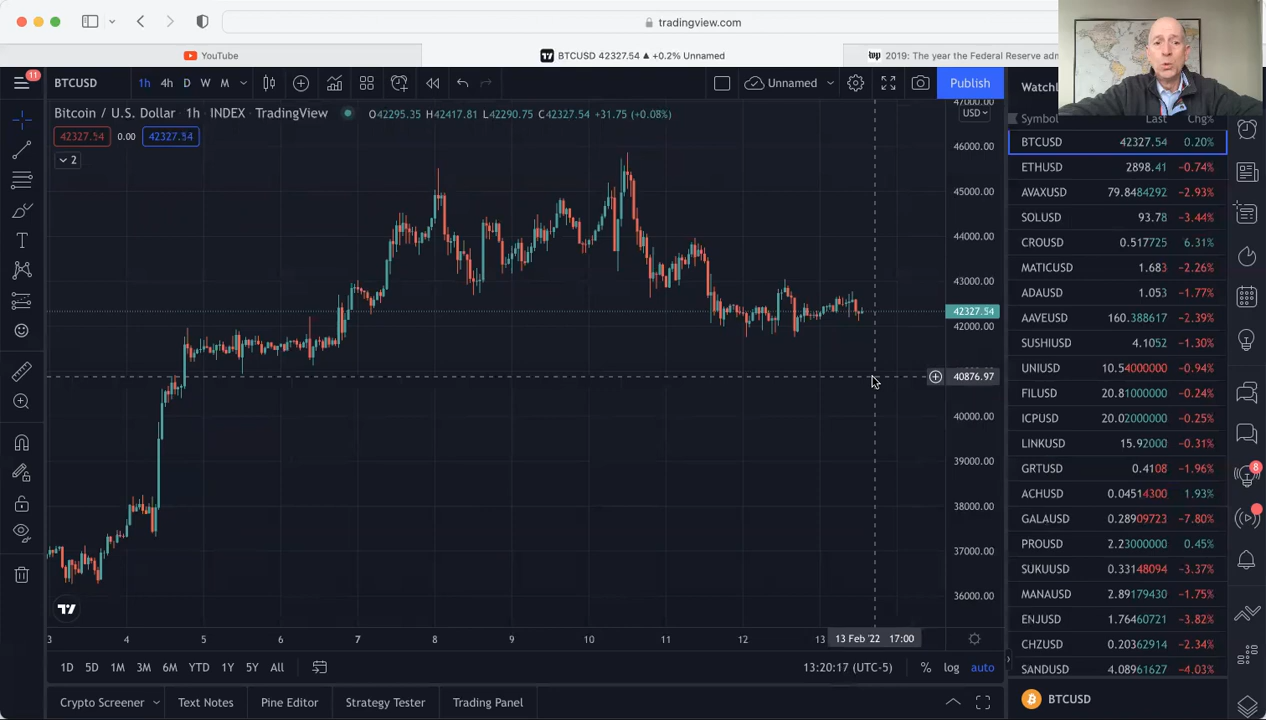 tradingview.com
YouTube
BTCUSD 42327.54 ▲ +0.2% Unnamed
wp 2019: The year the Federal Reserve adm
11
BTCUSD 1h 4h D W M Unnamed Publish
Bitcoin / U.S. Dollar · 1h · INDEX · TradingView O42295.35 H42417.81 L42290.75 C42327.54 +31.75 (+0.08%)
42327.54 0.00 42327.54
2
USD
47000.00
46000.00
45000.00
44000.00
43000.00
42327.54
42000.00
40876.97
40000.00
39000.00
38000.00
37000.00
36000.00
3 4 5 6 7 8 9 10 11 12 13 13 Feb '22 17:00
1D 5D 1M 3M 6M YTD 1Y 5Y All 13:20:17 (UTC-5) % log auto
Crypto Screener Text Notes Pine Editor Strategy Tester Trading Panel
Watchl
Symbol Last Chg%
BTCUSD 42327.54 0.20%
ETHUSD 2898.41 −0.74%
AVAXUSD 79.8484292 −2.93%
SOLUSD 93.78 −3.44%
CROUSD 0.517725 6.31%
MATICUSD 1.683 −2.26%
ADAUSD 1.053 −1.77%
AAVEUSD 160.388617 −2.39%
SUSHIUSD 4.1052 −1.30%
UNIUSD 10.54000000 −0.94%
FILUSD 20.81000000 −0.24%
ICPUSD 20.02000000 −0.25%
LINKUSD 15.92000 −0.31%
GRTUSD 0.4108 −1.96%
ACHUSD 0.04514300 1.93%
GALAUSD 0.28909723 −7.80%
PROUSD 2.23000000 0.45%
SUKUUSD 0.33148094 −3.37%
MANAUSD 2.89179430 −1.75%
ENJUSD 1.76460721 −3.82%
CHZUSD 0.20362914 −2.34%
SANDUSD 4.08961627 −4.03%
BTCUSD
8